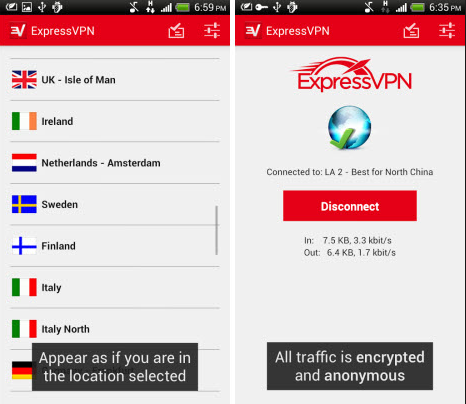 6:59 PM
ExpressVPN
UK - Isle of Man
Ireland
Netherlands - Amsterdam
Sweden
Finland
Italy
Italy North
Appear as if you are in
the location selected
6:35 PM
ExpressVPN
ExpressVPN
Connected to: LA 2 - Best for North China
Disconnect
In: 7.5 KB, 3.3 kbit/s
Out: 6.4 KB, 1.7 kbit/s
All traffic is encrypted
and anonymous